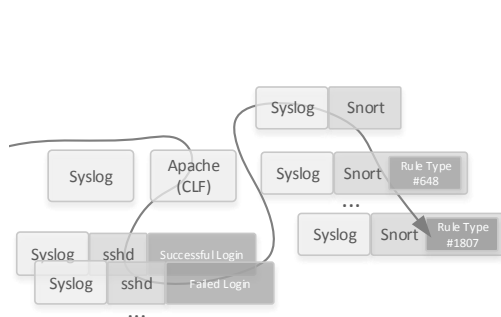 Syslog Snort
Syslog Apache
(CLF)
Syslog Snort Rule Type
#648
...
Syslog Snort Rule Type
#1807
Syslog sshd Successful Login
Syslog sshd Failed Login
...